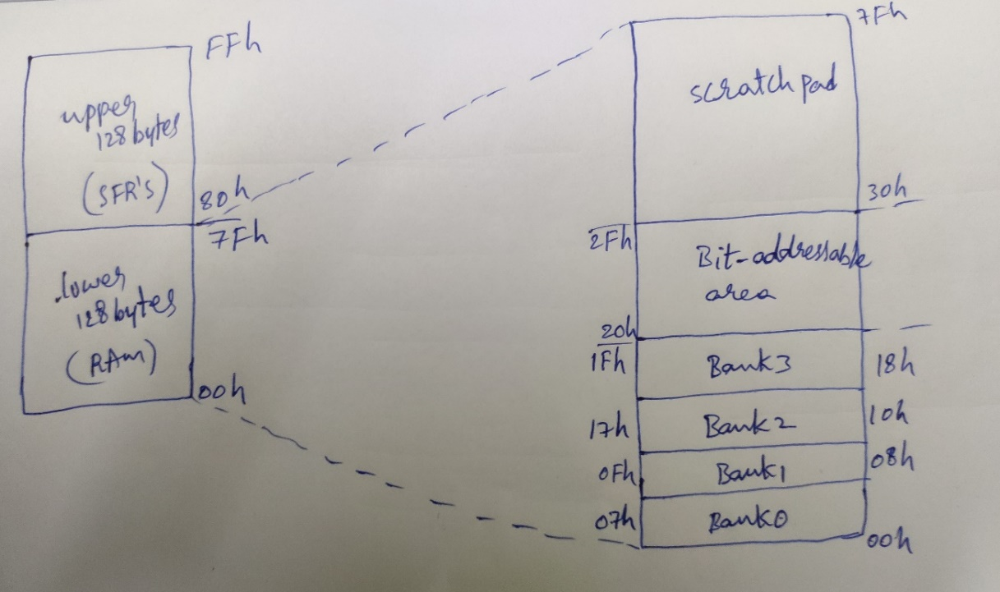 FFh
upper
128 bytes
(SFR'S)
80h
7Fh
lower
128 bytes
(RAM)
00h
7Fh
scratch pad
30h
2Fh
Bit-addressable
area
20h
1Fh
Bank3
18h
17h
Bank2
10h
0Fh
Bank1
08h
07h
Bank0
00h